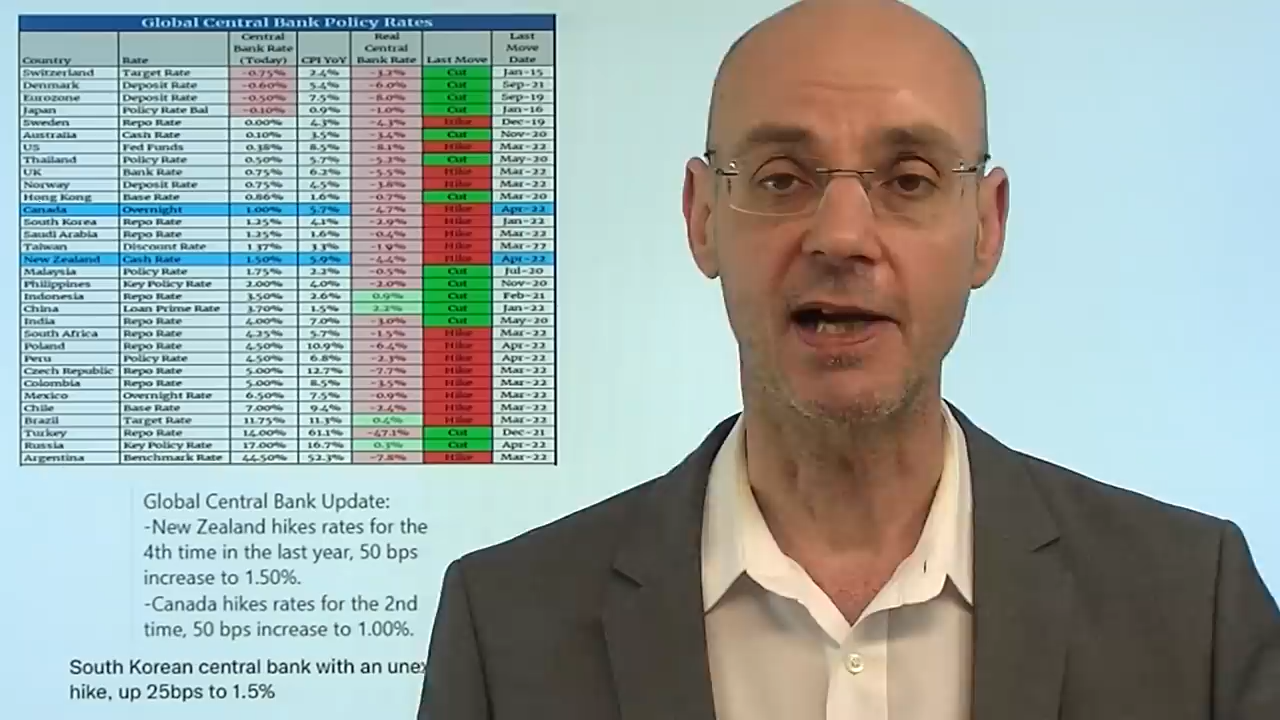 Global Central Bank Policy Rates
Country Rate Central Bank Rate (Today) CPI YoY Real Central Bank Rate Last Move Last Move Date
Switzerland Target Rate -0.75% 2.4% -3.2% Cut Jan-15
Denmark Deposit Rate -0.60% 5.4% -6.0% Cut Sep-21
Eurozone Deposit Rate -0.50% 7.5% -8.0% Cut Sep-19
Japan Policy Rate Bal -0.10% 0.9% -1.0% Cut Jan-16
Sweden Repo Rate 0.00% 4.3% -4.3% Hike Dec-19
Australia Cash Rate 0.10% 3.5% -3.4% Cut Nov-20
US Fed Funds 0.38% 8.5% -8.1% Hike Mar-22
Thailand Policy Rate 0.50% 5.7% -5.2% Cut May-20
UK Bank Rate 0.75% 6.2% -5.5% Hike Mar-22
Norway Deposit Rate 0.75% 4.5% -3.8% Hike Mar-22
Hong Kong Base Rate 0.86% 1.6% -0.7% Cut Mar-20
Canada Overnight 1.00% 5.7% -4.7% Hike Apr-22
South Korea Repo Rate 1.25% 4.1% -2.9% Hike Jan-22
Saudi Arabia Repo Rate 1.25% 1.6% -0.4% Hike Mar-22
Taiwan Discount Rate 1.37% 3.3% -1.9% Hike Mar-22
New Zealand Cash Rate 1.50% 5.9% -4.4% Hike Apr-22
Malaysia Policy Rate 1.75% 2.2% -0.5% Cut Jul-20
Philippines Key Policy Rate 2.00% 4.0% -2.0% Cut Nov-20
Indonesia Repo Rate 3.50% 2.6% 0.9% Cut Feb-21
China Loan Prime Rate 3.70% 1.5% 2.2% Cut Jan-22
India Repo Rate 4.00% 7.0% -3.0% Cut May-20
South Africa Repo Rate 4.25% 5.7% -1.5% Hike Mar-22
Poland Repo Rate 4.50% 10.9% -6.4% Hike Apr-22
Peru Policy Rate 4.50% 6.8% -2.3% Hike Apr-22
Czech Republic Repo Rate 5.00% 12.7% -7.7% Hike Mar-22
Colombia Repo Rate 5.00% 8.5% -3.5% Hike Mar-22
Mexico Overnight Rate 6.50% 7.5% -0.9% Hike Mar-22
Chile Base Rate 7.00% 9.4% -2.4% Hike Mar-22
Brazil Target Rate 11.75% 11.3% 0.4% Hike Mar-22
Turkey Repo Rate 14.00% 61.1% -47.1% Cut Dec-21
Russia Key Policy Rate 17.00% 16.7% 0.3% Cut Apr-22
Argentina Benchmark Rate 44.50% 52.3% -7.8% Hike Mar-22
Global Central Bank Update:
-New Zealand hikes rates for the
4th time in the last year, 50 bps
increase to 1.50%.
-Canada hikes rates for the 2nd
time, 50 bps increase to 1.00%.
South Korean central bank with an
hike, up 25bps to 1.5%